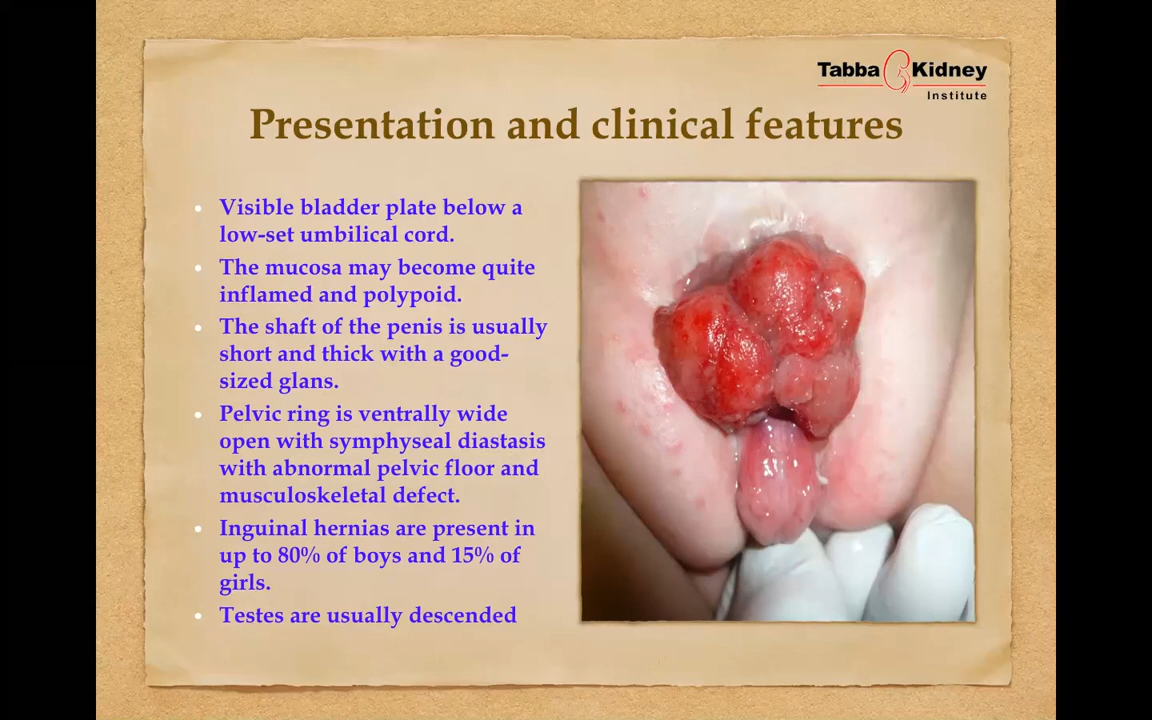 Tabba Kidney
Institute
Presentation and clinical features
Visible bladder plate below a
low-set umbilical cord.
The mucosa may become quite
inflamed and polypoid.
The shaft of the penis is usually
short and thick with a good-
sized glans.
Pelvic ring is ventrally wide
open with symphyseal diastasis
with abnormal pelvic floor and
musculoskeletal defect.
Inguinal hernias are present in
up to 80% of boys and 15% of
girls.
Testes are usually descended